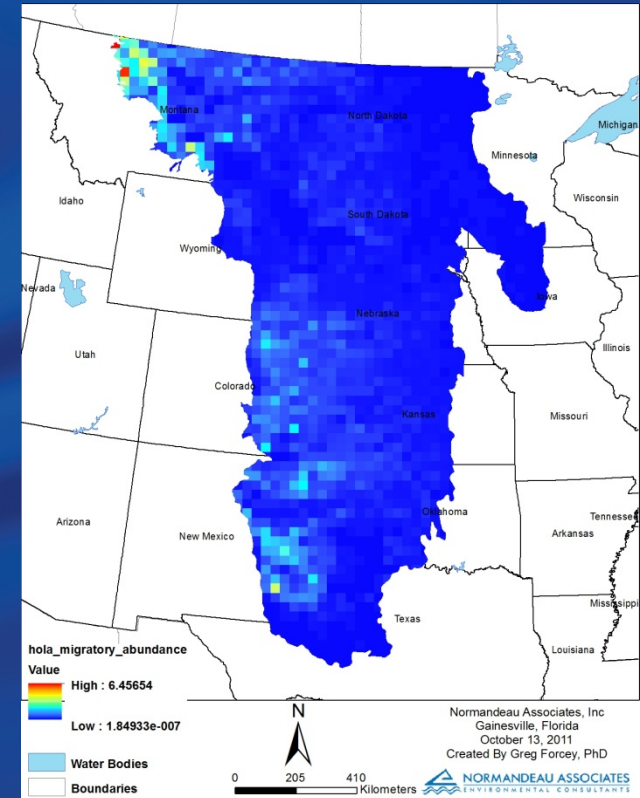 Montana
North Dakota
Michigan
Minnesota
Idaho
Wisconsin
South Dakota
Wyoming
Nevada
Iowa
Nebraska
Utah
Illinois
Colorado
Kansas
Missouri
Oklahoma
Tennesse
Arizona
New Mexico
Arkansas
Mississippi
Texas
Louisiana
hola_migratory_abundance
Value
High : 6.45654
Low : 1.84933e-007
Water Bodies
Boundaries
N
0 205 410
Kilometers
Normandeau Associates, Inc
Gainesville, Florida
October 13, 2011
Created By Greg Forcey, PhD
NORMANDEAU ASSOCIATES
ENVIRONMENTAL CONSULTANTS